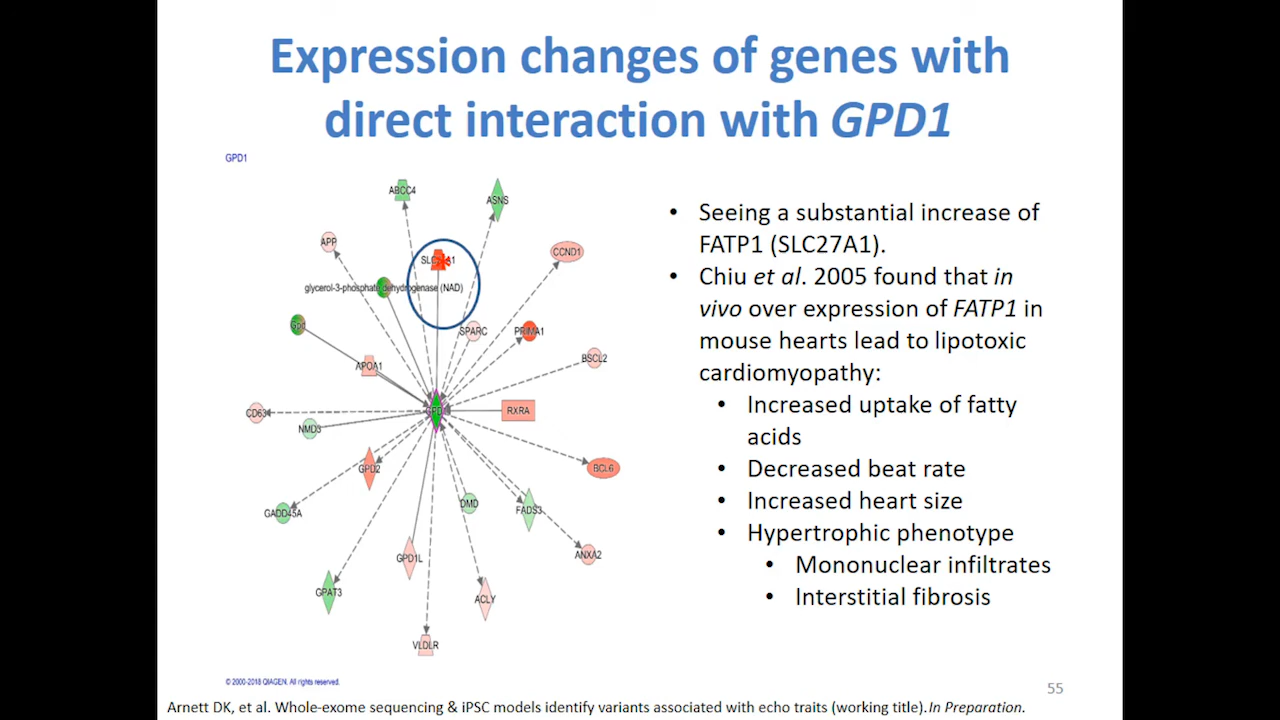 Expression changes of genes with
direct interaction with GPD1
GPD1
ABCC4
ASNS
APP
CCND1
glycerol-3-phosphate dehydrogenase (NAD)
Gpd
SPARC
PRIMA1
BSCL2
APOA1
CD63
NMD3
RXRA
GPD2
BCL6
GADD45A
DMD
FADS3
ANXA2
GPD1L
GPAT3
ACLY
VLDLR
• Seeing a substantial increase of
FATP1 (SLC27A1).
• Chiu et al. 2005 found that in
vivo over expression of FATP1 in
mouse hearts lead to lipotoxic
cardiomyopathy:
• Increased uptake of fatty
acids
• Decreased beat rate
• Increased heart size
• Hypertrophic phenotype
• Mononuclear infiltrates
• Interstitial fibrosis
© 2000-2018 QIAGEN. All rights reserved.
55
Arnett DK, et al. Whole-exome sequencing & iPSC models identify variants associated with echo traits (working title). In Preparation.